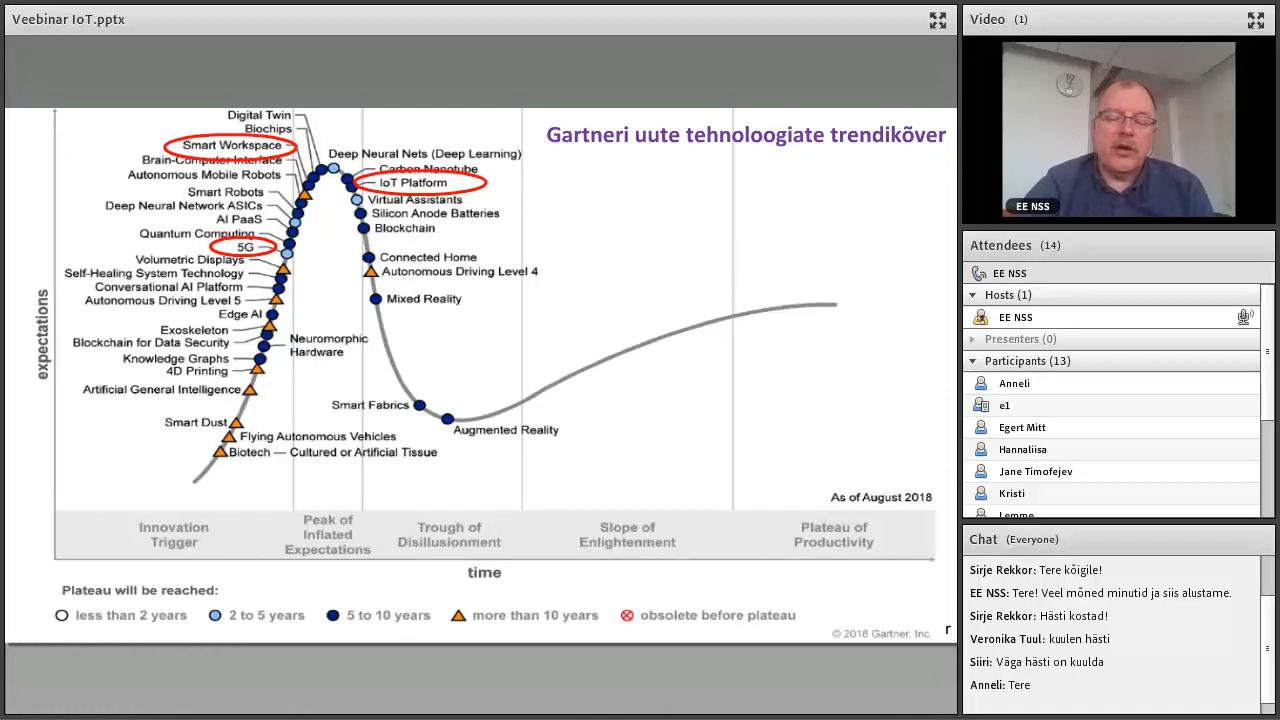 Veebinar IoT.pptx
Gartneri uute tehnoloogiate trendikõver
Digital Twin
Biochips
Smart Workspace
Brain-Computer Interface
Autonomous Mobile Robots
Smart Robots
Deep Neural Network ASICs
AI PaaS
Quantum Computing
5G
Volumetric Displays
Self-Healing System Technology
Conversational AI Platform
Autonomous Driving Level 5
Edge AI
Exoskeleton
Blockchain for Data Security
Neuromorphic
Hardware
Knowledge Graphs
4D Printing
Artificial General Intelligence
Smart Dust
Flying Autonomous Vehicles
Biotech — Cultured or Artificial Tissue
Deep Neural Nets (Deep Learning)
Carbon Nanotube
IoT Platform
Virtual Assistants
Silicon Anode Batteries
Blockchain
Connected Home
Autonomous Driving Level 4
Mixed Reality
Smart Fabrics
Augmented Reality
expectations
As of August 2018
Innovation
Trigger
Peak of
Inflated
Expectations
Trough of
Disillusionment
Slope of
Enlightenment
Plateau of
Productivity
time
Plateau will be reached:
less than 2 years
2 to 5 years
5 to 10 years
more than 10 years
obsolete before plateau
© 2018 Gartner, Inc.
r
Video (1)
EE NSS
Attendees (14)
EE NSS
Hosts (1)
EE NSS
Presenters (0)
Participants (13)
Anneli
e1
Egert Mitt
Hannaliisa
Jane Timofejev
Kristi
Lemme
Chat (Everyone)
Sirje Rekkor: Tere kõigile!
EE NSS: Tere! Veel mõned minutid ja siis alustame.
Sirje Rekkor: Hästi kostad!
Veronika Tuul: kuulen hästi
Siiri: Väga hästi on kuulda
Anneli: Tere